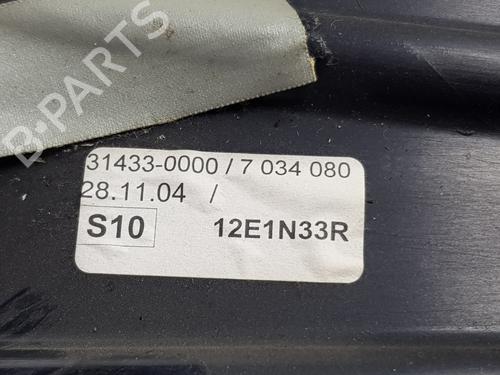 B-PARTS
31433-0000 / 7 034 080
28.11.04 /
S10 12E1N33R